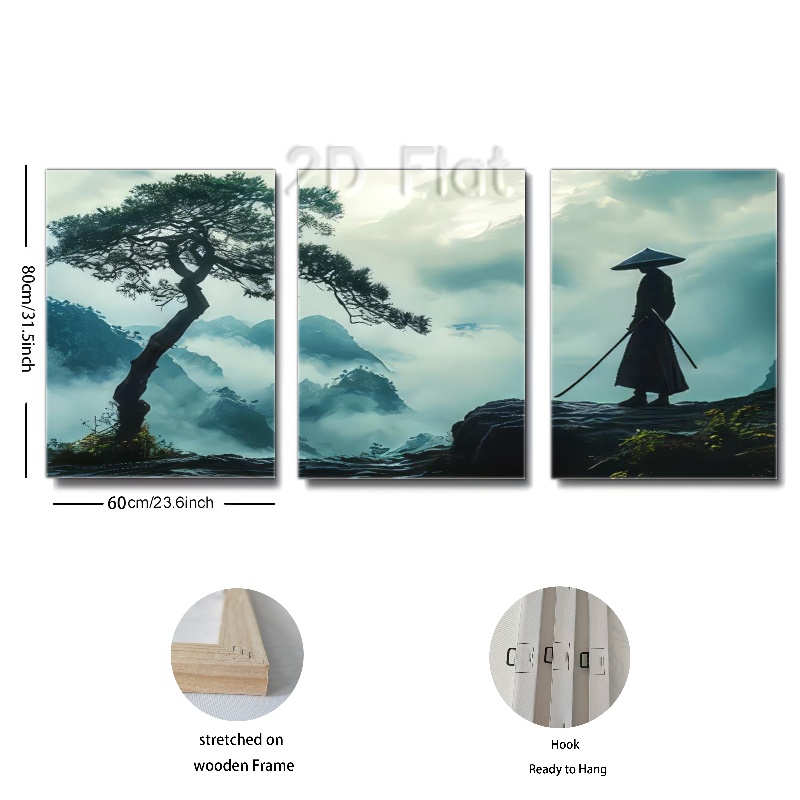 2D Flat
80cm/31.5inch
60cm/23.6inch
stretched on
wooden Frame
Hook
Ready to Hang